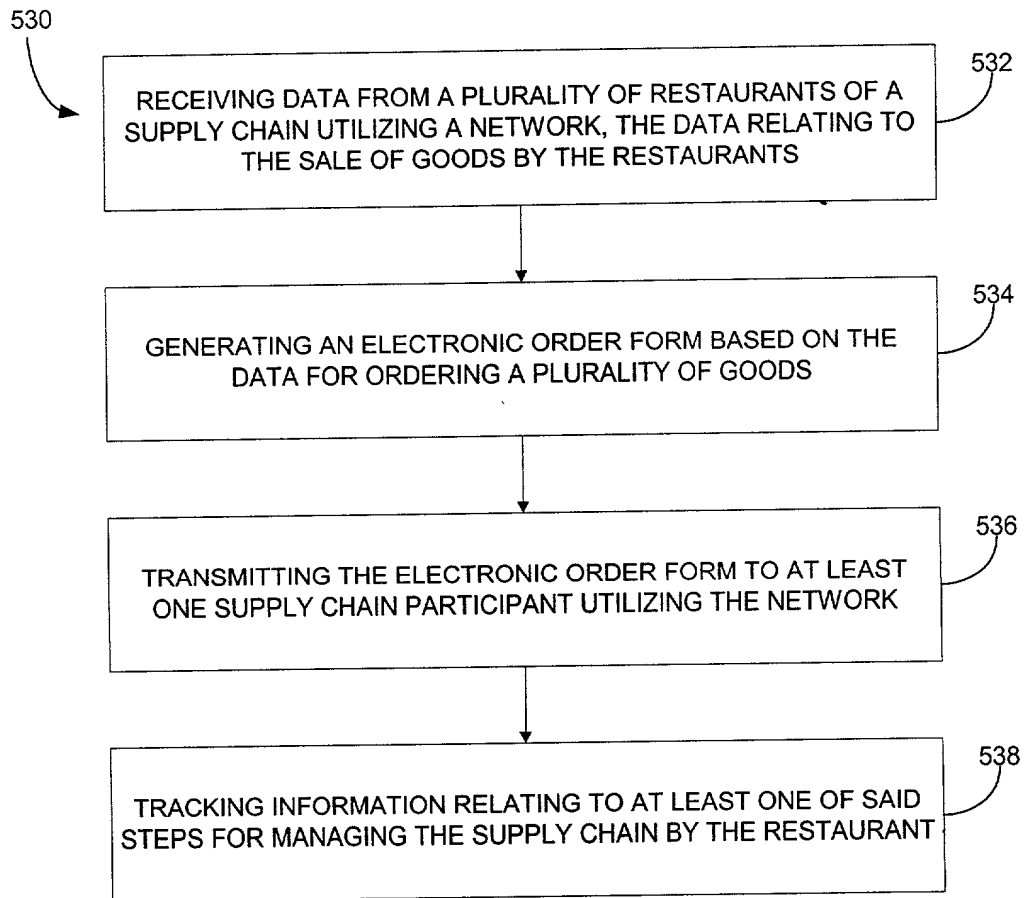 530
532
RECEIVING DATA FROM A PLURALITY OF RESTAURANTS OF A
SUPPLY CHAIN UTILIZING A NETWORK, THE DATA RELATING TO
THE SALE OF GOODS BY THE RESTAURANTS
534
GENERATING AN ELECTRONIC ORDER FORM BASED ON THE
DATA FOR ORDERING A PLURALITY OF GOODS
536
TRANSMITTING THE ELECTRONIC ORDER FORM TO AT LEAST
ONE SUPPLY CHAIN PARTICIPANT UTILIZING THE NETWORK
538
TRACKING INFORMATION RELATING TO AT LEAST ONE OF SAID
STEPS FOR MANAGING THE SUPPLY CHAIN BY THE RESTAURANT